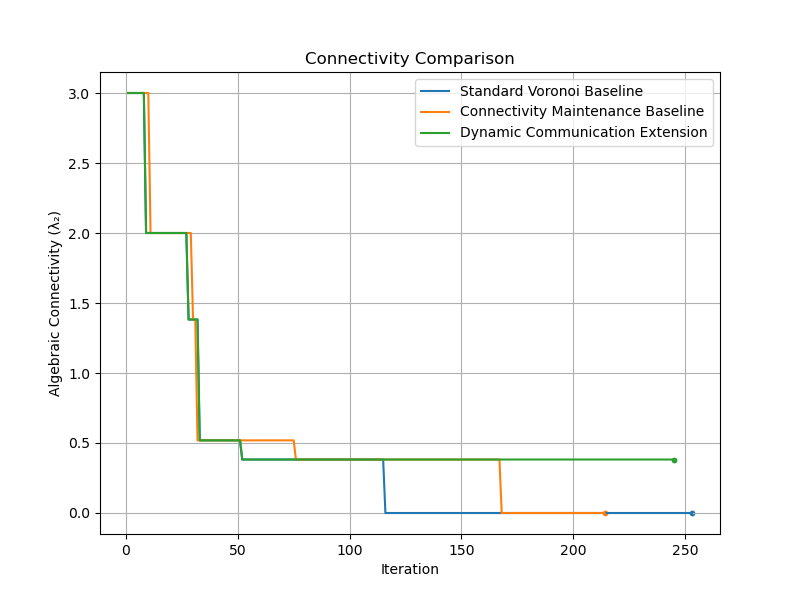 Connectivity Comparison
Standard Voronoi Baseline
Connectivity Maintenance Baseline
Dynamic Communication Extension
Algebraic Connectivity (λ₂)
3.0
2.5
2.0
1.5
1.0
0.5
0.0
0 50 100 150 200 250
Iteration